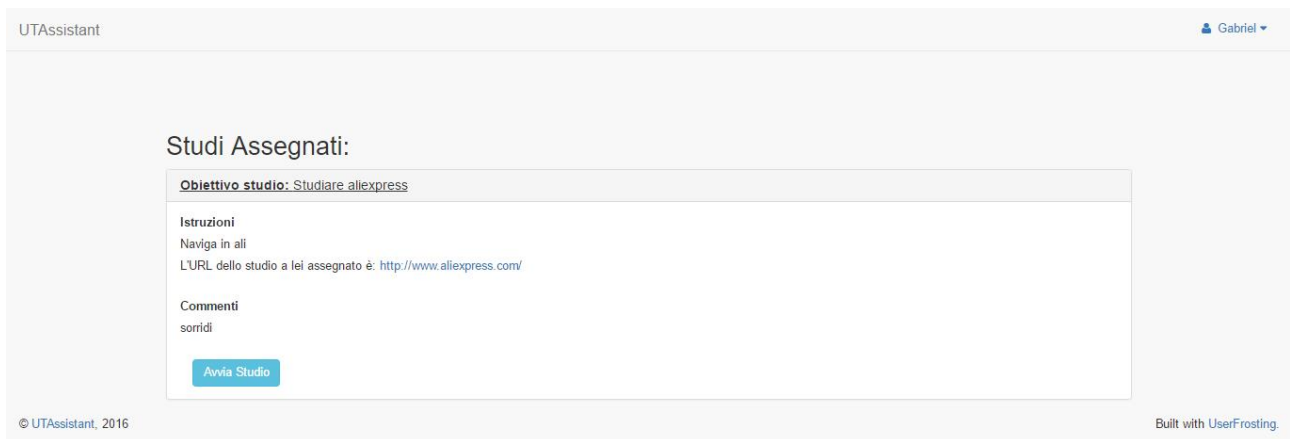 UTAssistant
Gabriel
Studi Assegnati:
Obiettivo studio: Studiare aliexpress
Istruzioni
Naviga in ali
L'URL dello studio a lei assegnato è: http://www.aliexpress.com/
Commenti
sorridi
Avvia Studio
© UTAssistant, 2016
Built with UserFrosting.